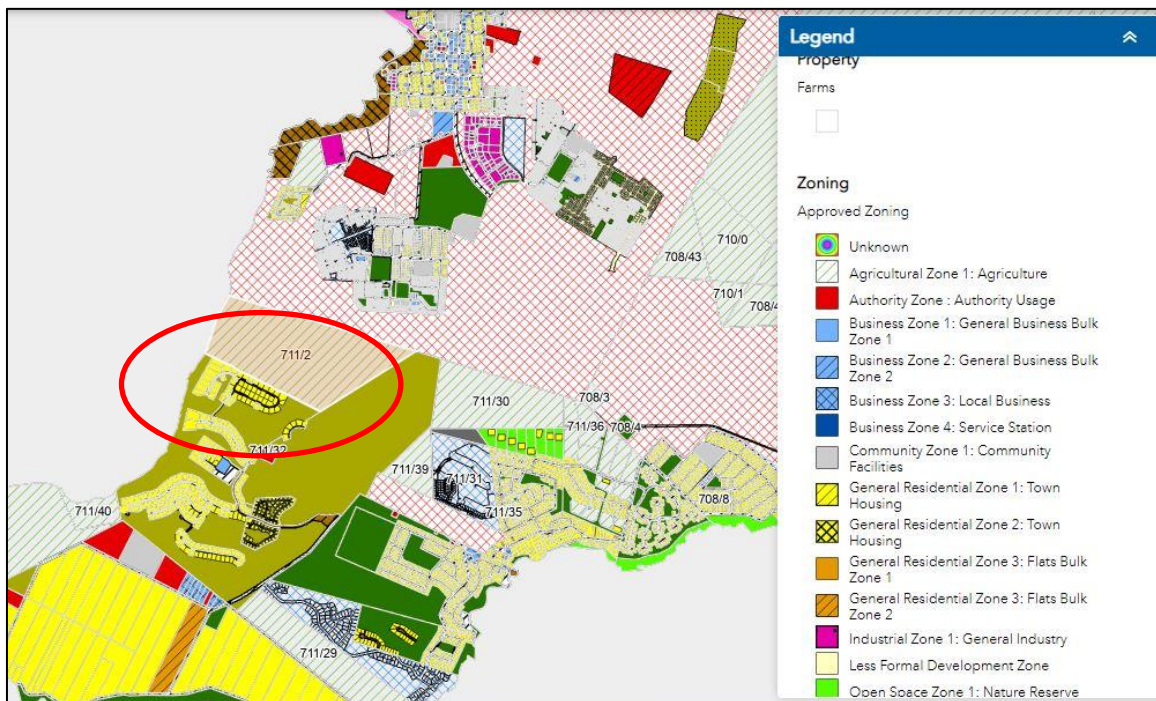 Legend
Property
Farms
Zoning
Approved Zoning
Unknown
Agricultural Zone 1: Agriculture
Authority Zone : Authority Usage
Business Zone 1: General Business Bulk
Zone 1
Business Zone 2: General Business Bulk
Zone 2
Business Zone 3: Local Business
Business Zone 4: Service Station
Community Zone 1: Community
Facilities
General Residential Zone 1: Town
Housing
General Residential Zone 2: Town
Housing
General Residential Zone 3: Flats Bulk
Zone 1
General Residential Zone 3: Flats Bulk
Zone 2
Industrial Zone 1: General Industry
Less Formal Development Zone
Open Space Zone 1: Nature Reserve
710/0
708/43
710/1
711/2
711/30
708/3
711/36
708/4
711/32
711/39
711/31
708/8
711/40
711/35
711/29